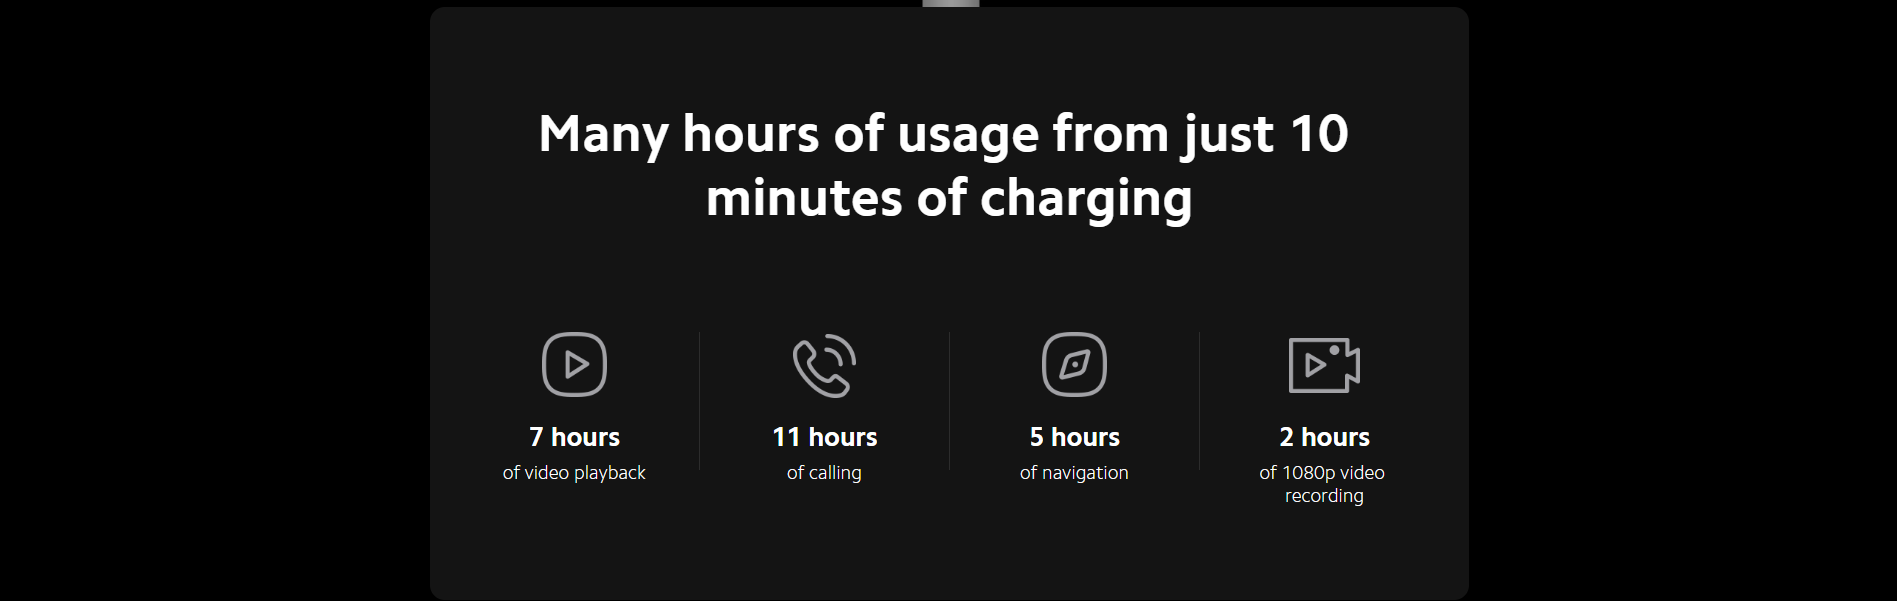 Many hours of usage from just 10
minutes of charging
7 hours
of video playback
11 hours
of calling
5 hours
of navigation
2 hours
of 1080p video
recording